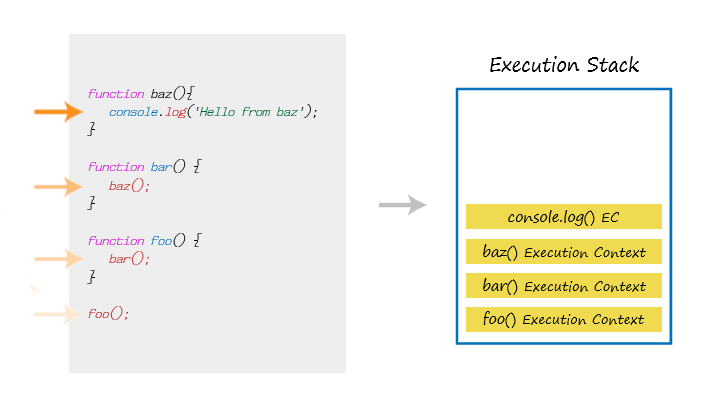 function baz(){
console.log('Hello from baz');
}
function bar() {
baz();
}
function foo() {
bar();
}
foo();
Execution Stack
console.log() EC
baz() Execution Context
bar() Execution Context
foo() Execution Context